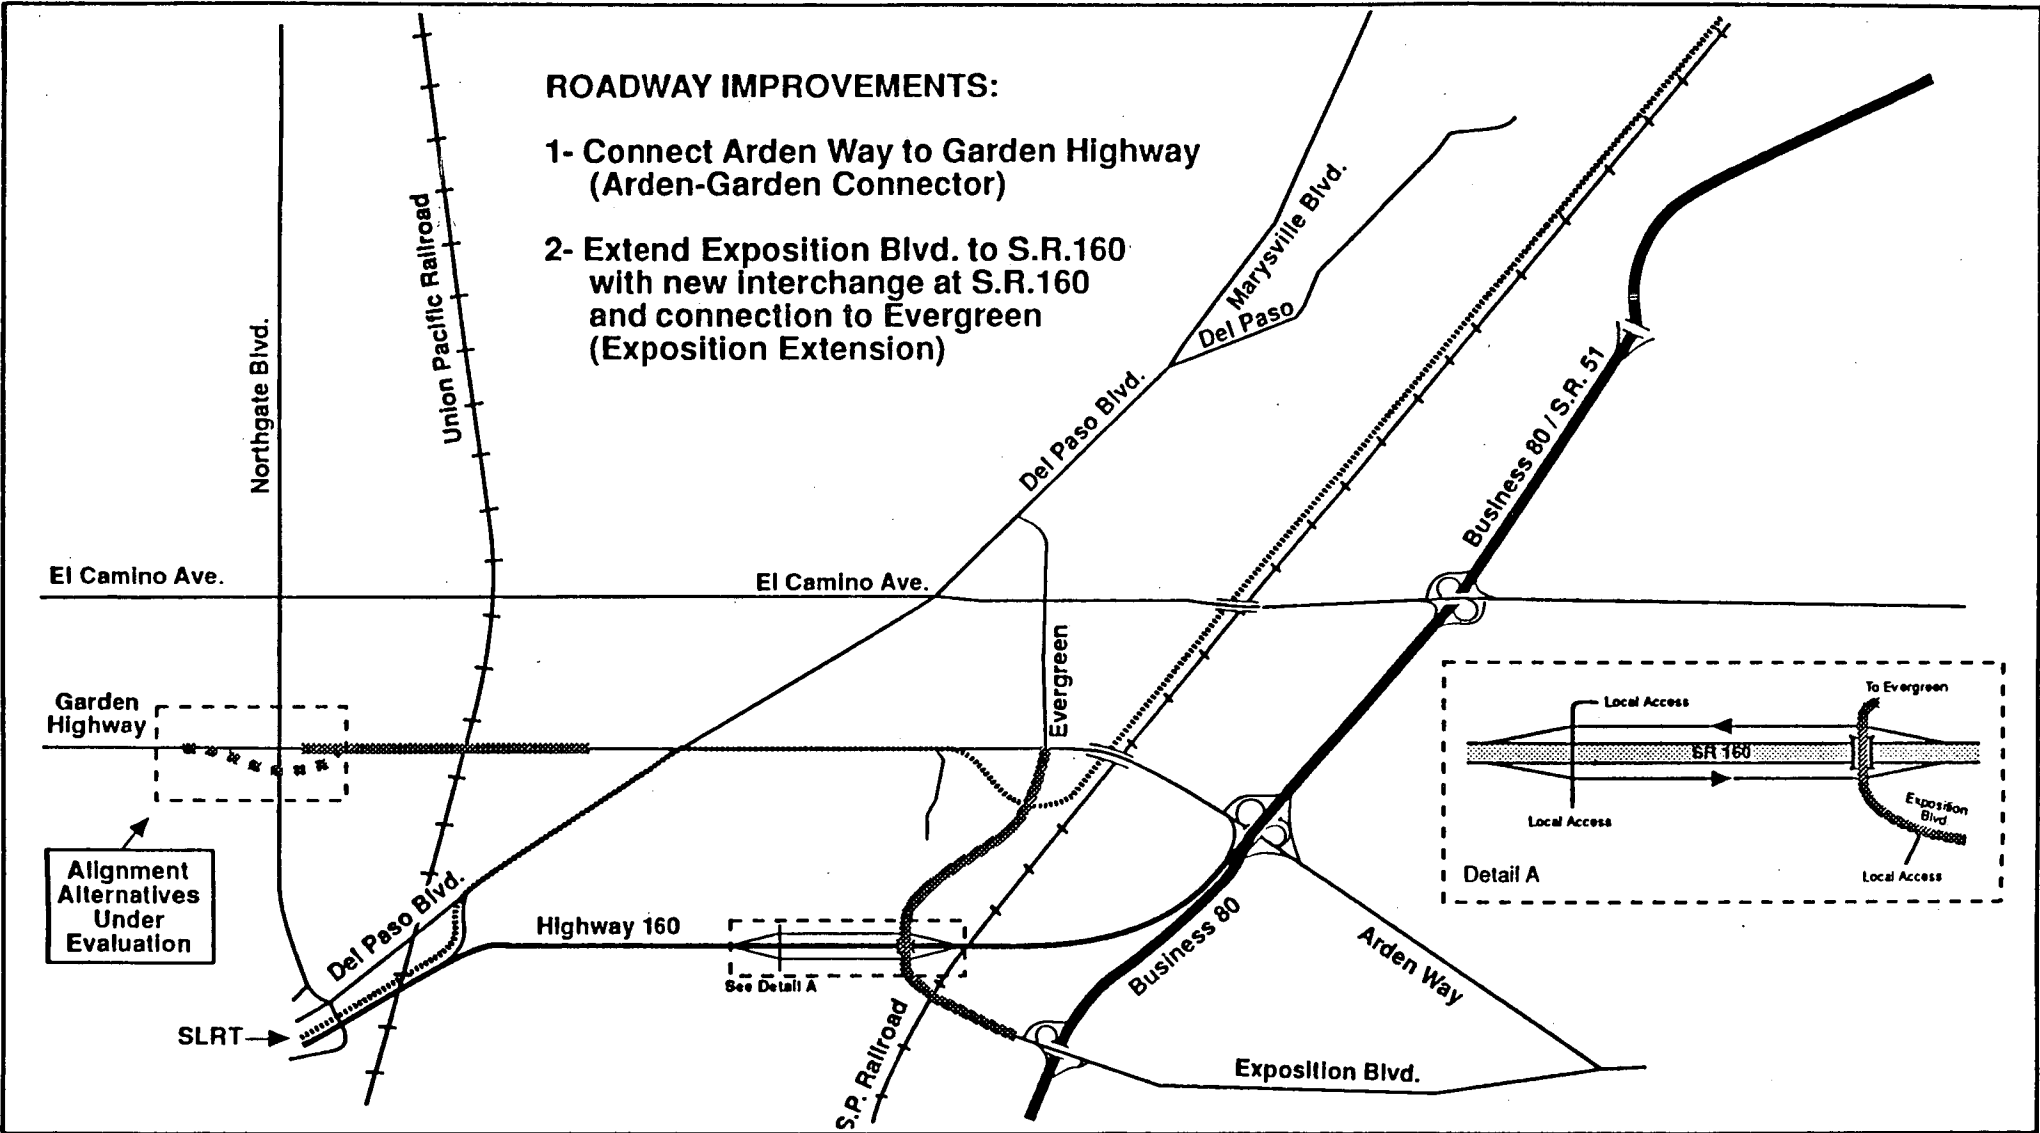 ROADWAY IMPROVEMENTS:
1- Connect Arden Way to Garden Highway
(Arden-Garden Connector)
2- Extend Exposition Blvd. to S.R.160
with new interchange at S.R.160
and connection to Evergreen
(Exposition Extension)
Northgate Blvd.
Union Pacific Railroad
Marysville Blvd.
Del Paso
Del Paso Blvd.
Business 80 / S.R. 51
El Camino Ave.
El Camino Ave.
Evergreen
Garden
Highway
Alignment
Alternatives
Under
Evaluation
Del Paso Blvd.
Highway 160
See Detail A
SLRT
S.P. Railroad
Business 80
Arden Way
Exposition Blvd.
To Evergreen
Local Access
SR 160
Exposition
Blvd
Local Access
Detail A
Local Access